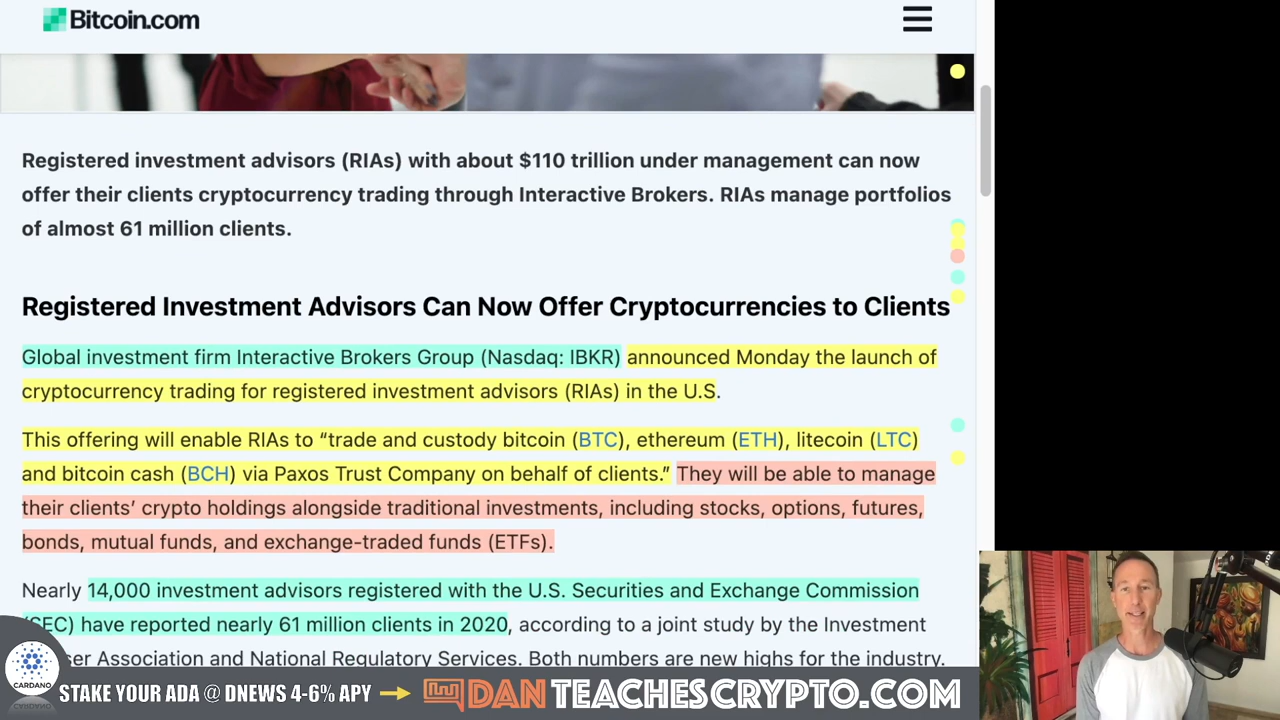 Bitcoin.com
Registered investment advisors (RIAs) with about $110 trillion under management can now
offer their clients cryptocurrency trading through Interactive Brokers. RIAs manage portfolios
of almost 61 million clients.
Registered Investment Advisors Can Now Offer Cryptocurrencies to Clients
Global investment firm Interactive Brokers Group (Nasdaq: IBKR) announced Monday the launch of
cryptocurrency trading for registered investment advisors (RIAs) in the U.S.
This offering will enable RIAs to “trade and custody bitcoin (BTC), ethereum (ETH), litecoin (LTC)
and bitcoin cash (BCH) via Paxos Trust Company on behalf of clients.” They will be able to manage
their clients’ crypto holdings alongside traditional investments, including stocks, options, futures,
bonds, mutual funds, and exchange-traded funds (ETFs).
Nearly 14,000 investment advisors registered with the U.S. Securities and Exchange Commission
(SEC) have reported nearly 61 million clients in 2020, according to a joint study by the Investment
ser Association and National Regulatory Services. Both numbers are new highs for the industry.
CARDANO
STAKE YOUR ADA @ DNEWS 4-6% APY
DANTEACHESCRYPTO.COM